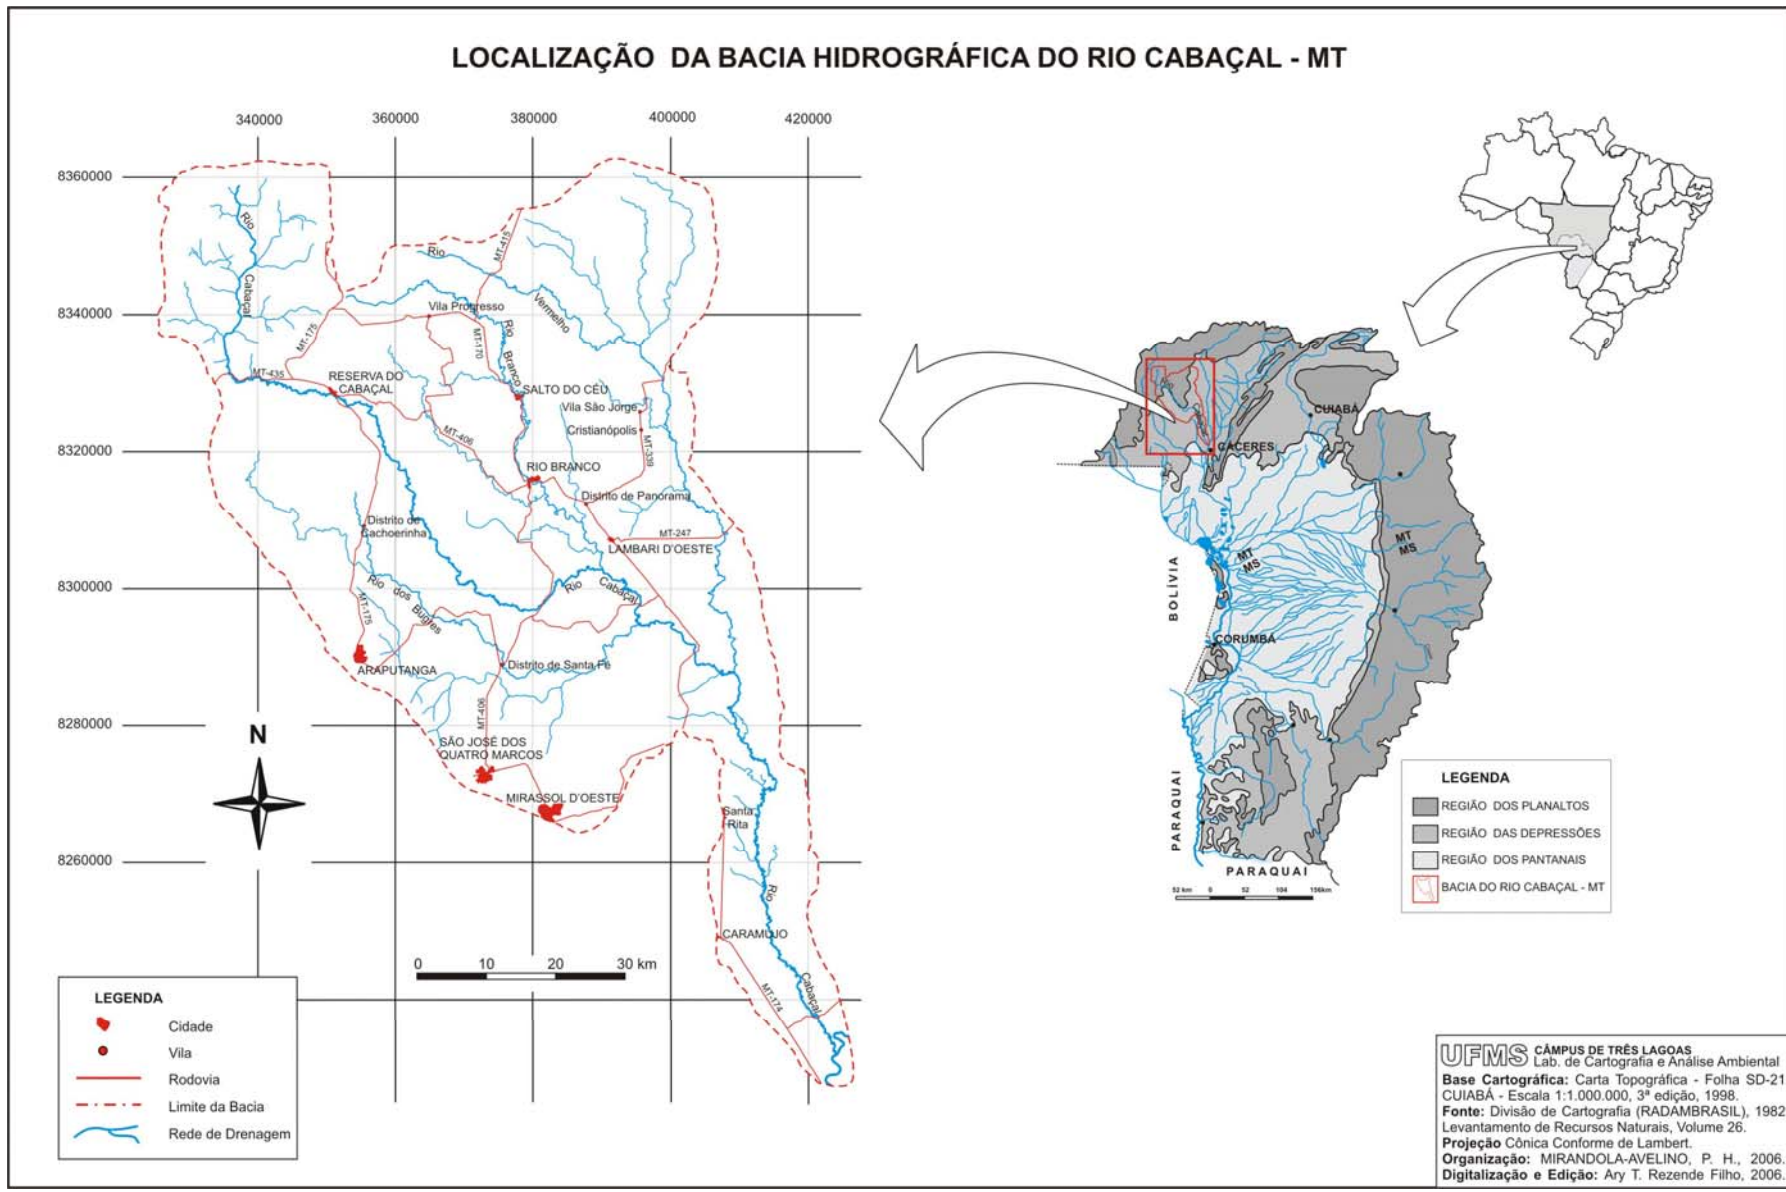 LOCALIZAÇÃO DA BACIA HIDROGRÁFICA DO RIO CABAÇAL - MT
340000
360000
380000
400000
420000
8360000
8340000
8320000
8300000
8280000
8260000
Rio
Cabaçal
MT-175
MT-435
RESERVA DO
CABAÇAL
Rio
Vermelho
MT-415
Vila Progresso
MT-170
Rio
Branco
SALTO DO CÉU
Vila São Jorge
Cristianópolis
MT-339
MT-406
RIO BRANCO
Distrito de Panorama
MT-247
LAMBARI D'OESTE
Distrito de
Cachoerinha
Rio dos Bugres
MT-175
Rio
Cabaçal
ARAPUTANGA
Distrito de Santa Fé
MT-406
SÃO JOSÉ DOS
QUATRO MARCOS
MIRASSOL D'OESTE
Santa
Rita
Rio
CARAMUJO
MT-174
Cabaçal
N
0 10 20 30 km
LEGENDA
Cidade
Vila
Rodovia
Limite da Bacia
Rede de Drenagem
CUIABÁ
CÁCERES
MT
MS
MT
MS
BOLÍVIA
CORUMBÁ
PARAQUAI
PARAQUAI
52 km 0 52 104 156km
LEGENDA
REGIÃO DOS PLANALTOS
REGIÃO DAS DEPRESSÕES
REGIÃO DOS PANTANAIS
BACIA DO RIO CABAÇAL - MT
UFMS CÂMPUS DE TRÊS LAGOAS
Lab. de Cartografia e Análise Ambiental
Base Cartográfica: Carta Topográfica - Folha SD-21
CUIABÁ - Escala 1:1.000.000, 3ª edição, 1998.
Fonte: Divisão de Cartografia (RADAMBRASIL), 1982
Levantamento de Recursos Naturais, Volume 26.
Projeção Cônica Conforme de Lambert.
Organização: MIRANDOLA-AVELINO, P. H., 2006.
Digitalização e Edição: Ary T. Rezende Filho, 2006.